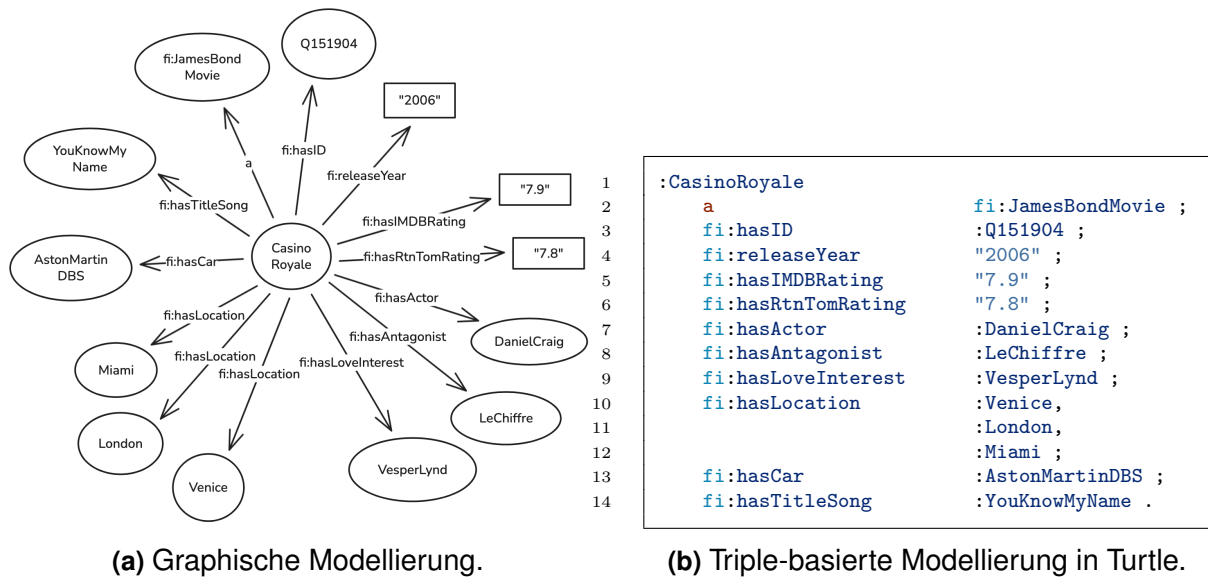 Q151904
fi:JamesBond
Movie
"2006"
YouKnowMy
Name
a
fi:hasID
fi:releaseYear
"7.9"
fi:hasTitleSong
fi:hasIMDBRating
AstonMartin
DBS
fi:hasCar
Casino
Royale
fi:hasRtnTomRating
"7.8"
fi:hasActor
fi:hasLocation
fi:hasAntagonist
DanielCraig
fi:hasLocation
fi:hasLoveInterest
Miami
fi:hasLocation
LeChiffre
London
VesperLynd
Venice
(a) Graphische Modellierung.
1 :CasinoRoyale
2 a fi:JamesBondMovie ;
3 fi:hasID :Q151904 ;
4 fi:releaseYear "2006" ;
5 fi:hasIMDBRating "7.9" ;
6 fi:hasRtnTomRating "7.8" ;
7 fi:hasActor :DanielCraig ;
8 fi:hasAntagonist :LeChiffre ;
9 fi:hasLoveInterest :VesperLynd ;
10 fi:hasLocation :Venice,
11 :London,
12 :Miami ;
13 fi:hasCar :AstonMartinDBS ;
14 fi:hasTitleSong :YouKnowMyName .
(b) Triple-basierte Modellierung in Turtle.